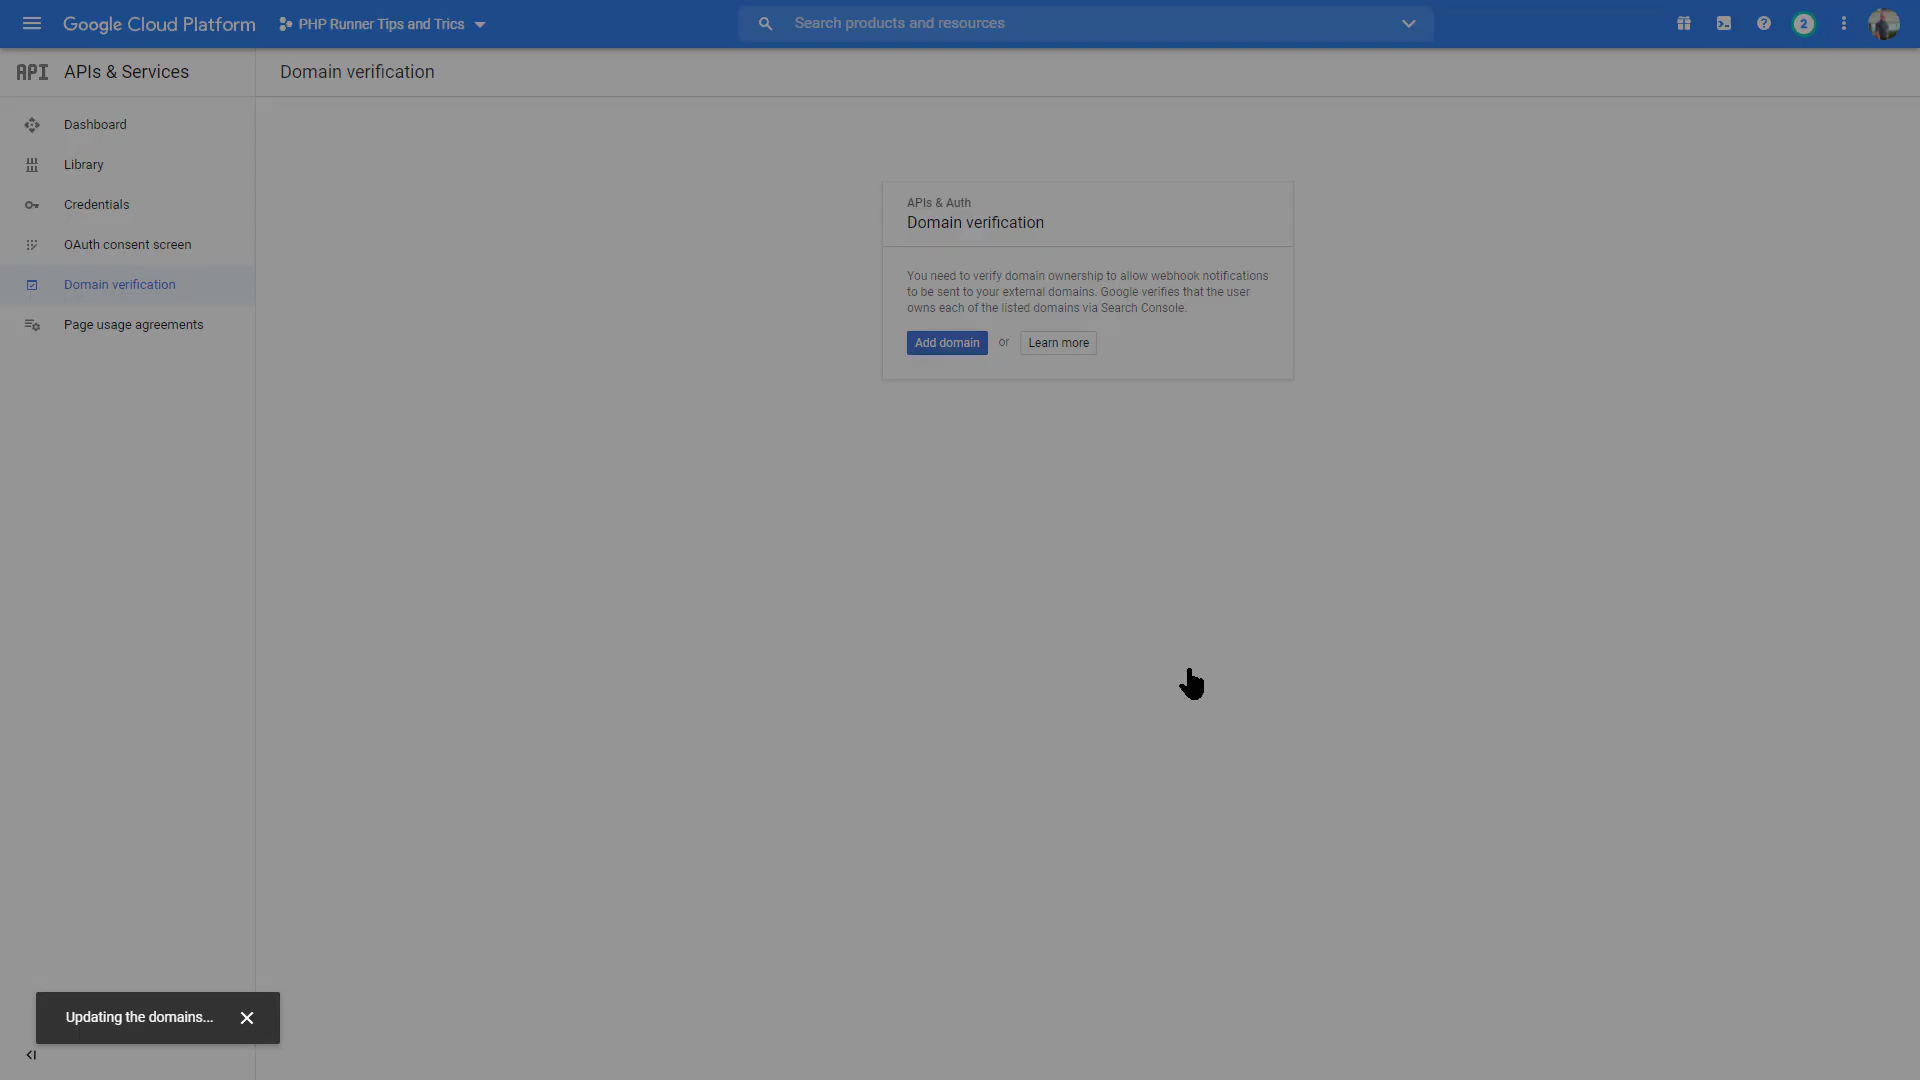 Google Cloud Platform
PHP Runner Tips and Trics
Search products and resources
2
API
APIs & Services
Domain verification
Dashboard
Library
Credentials
OAuth consent screen
Domain verification
Page usage agreements
APIs & Auth
Domain verification
You need to verify domain ownership to allow webhook notifications
to be sent to your external domains. Google verifies that the user
owns each of the listed domains via Search Console.
Add domain or Learn more
Updating the domains...